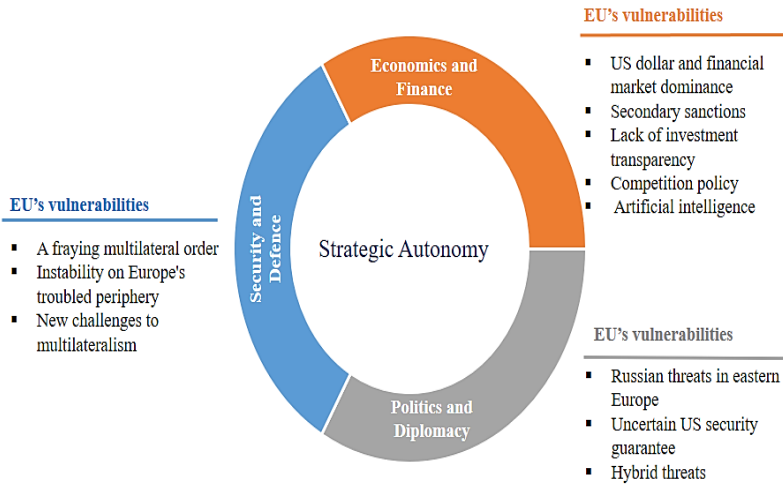 EU's vulnerabilities
▪ US dollar and financial
market dominance
▪ Secondary sanctions
▪ Lack of investment
transparency
▪ Competition policy
▪ Artificial intelligence
Economics and
Finance
EU's vulnerabilities
▪ A fraying multilateral order
▪ Instability on Europe's
troubled periphery
▪ New challenges to
multilateralism
Security and
Defence
Strategic Autonomy
Politics and
Diplomacy
EU's vulnerabilities
▪ Russian threats in eastern
Europe
▪ Uncertain US security
guarantee
▪ Hybrid threats